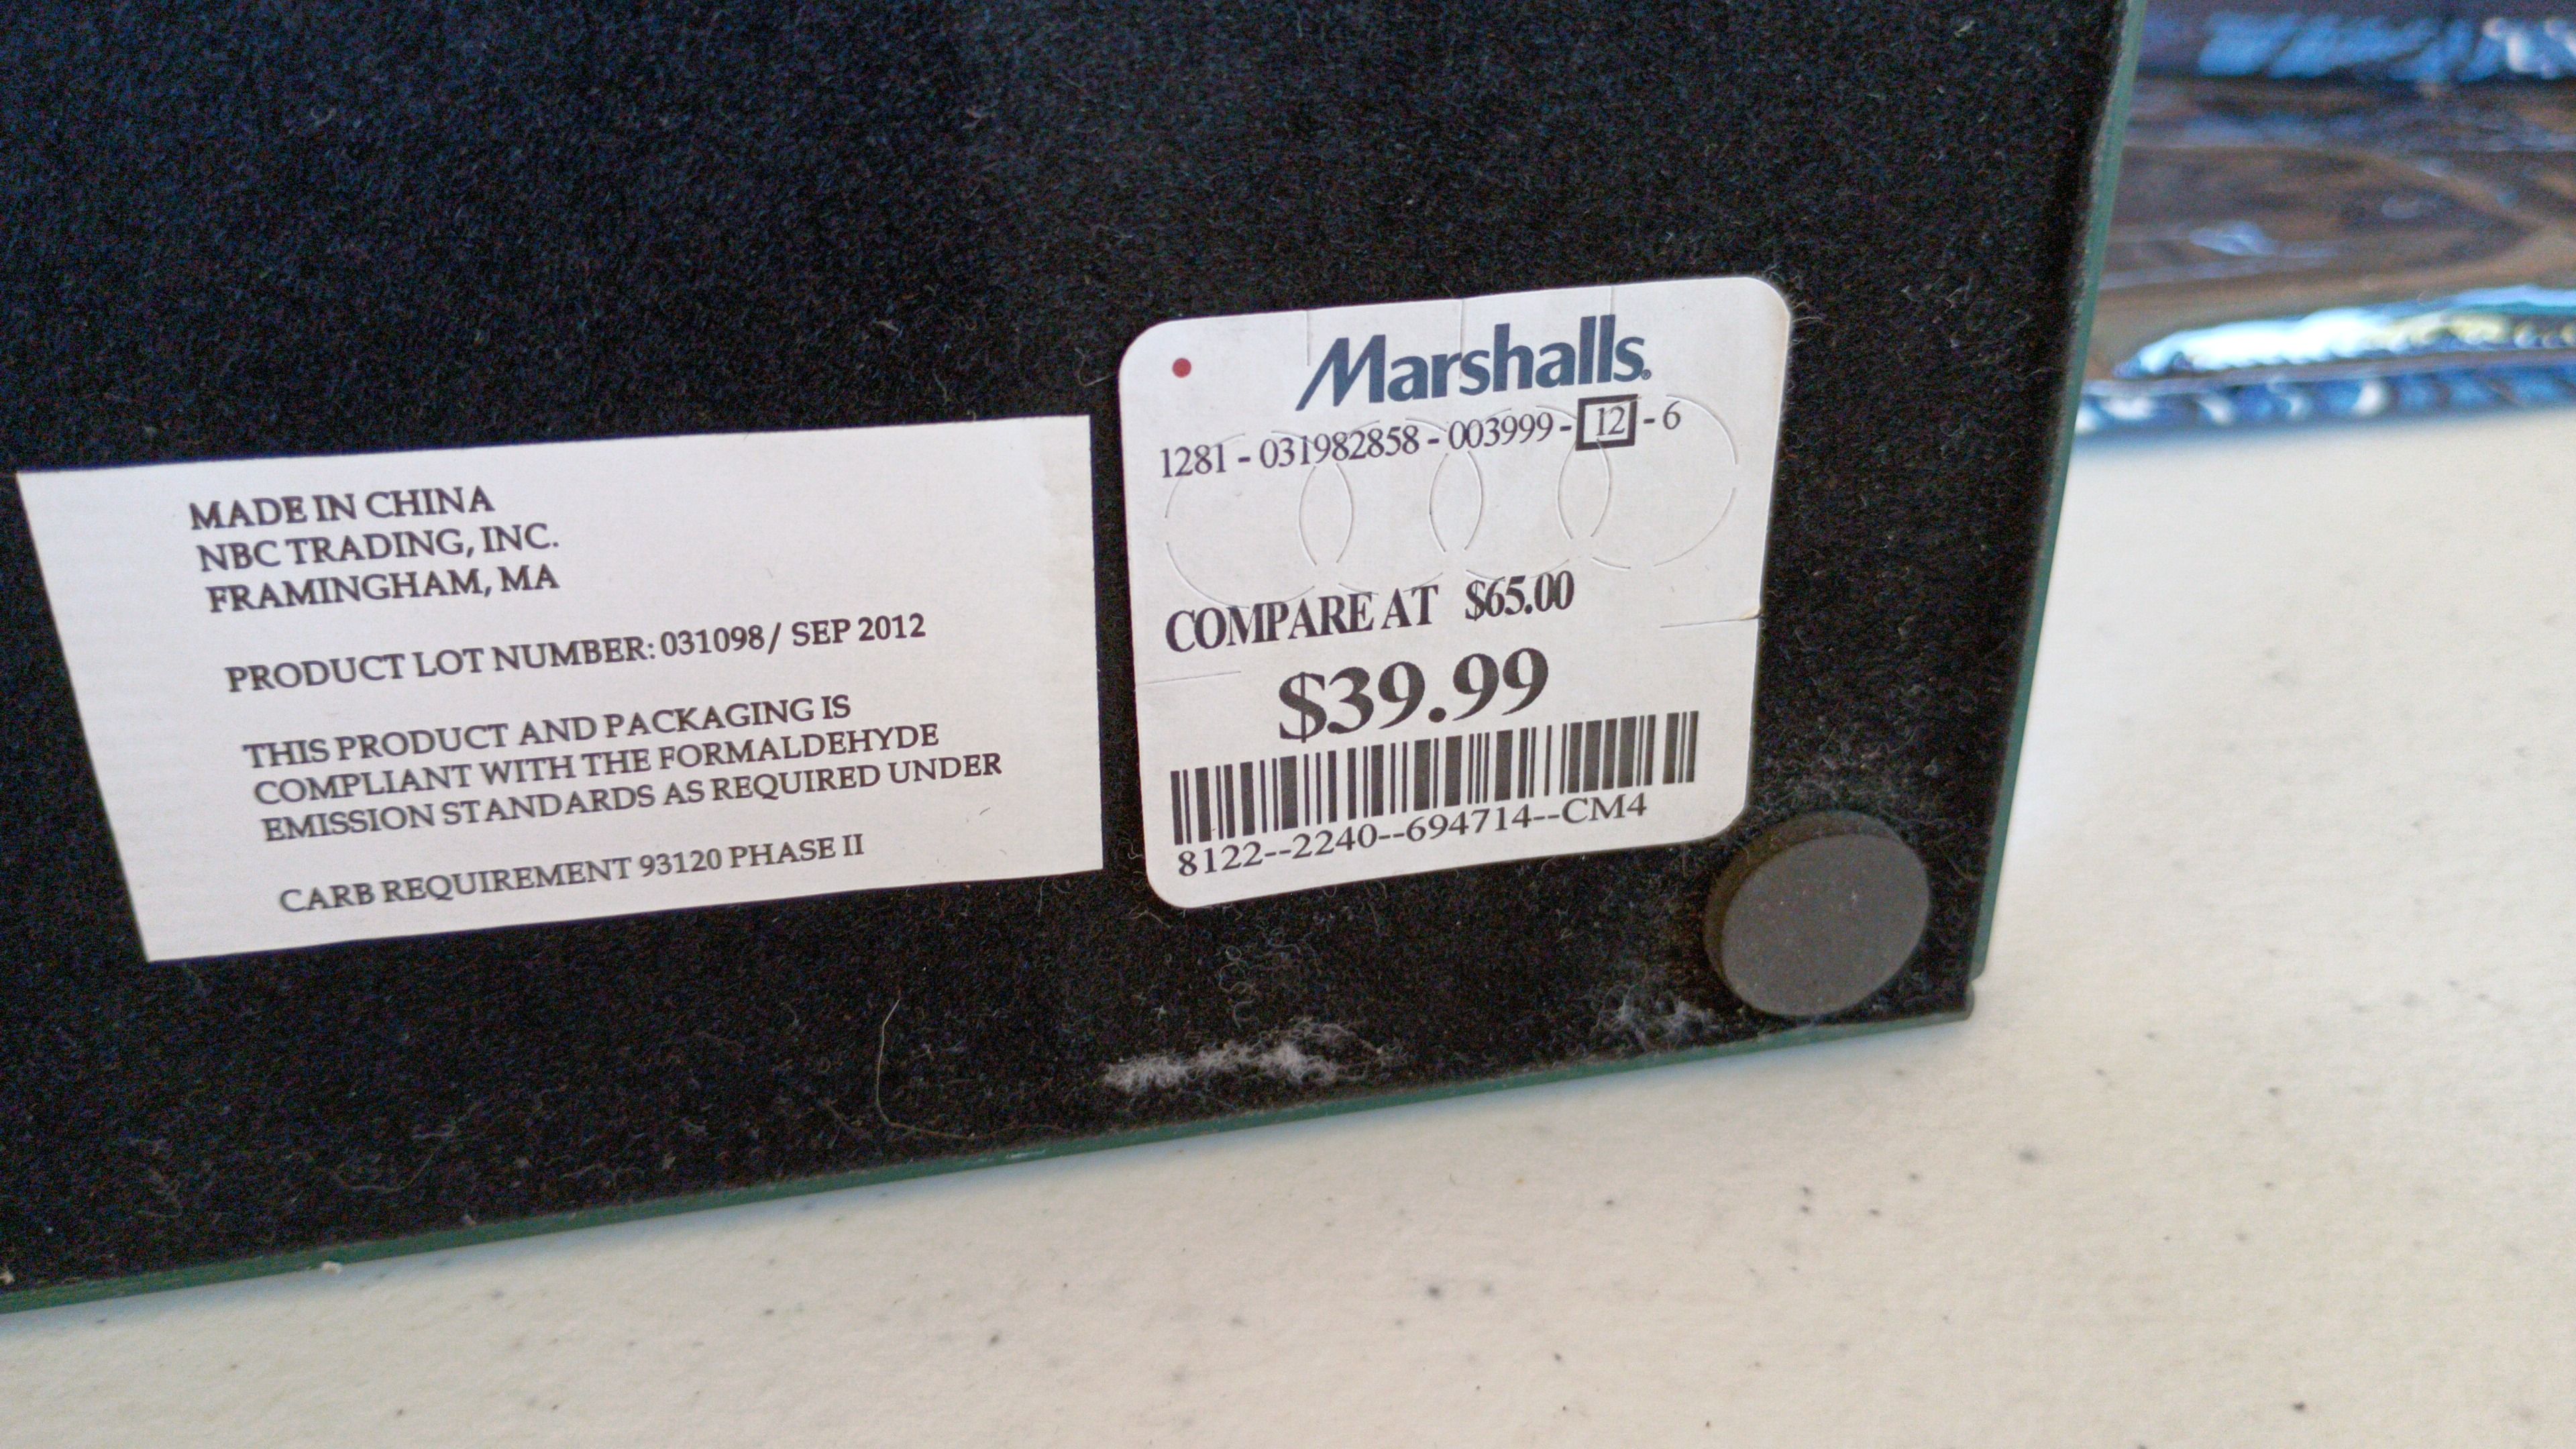 MADE IN CHINA
NBC TRADING, INC.
FRAMINGHAM, MA
PRODUCT LOT NUMBER: 031098/ SEP 2012
THIS PRODUCT AND PACKAGING IS
COMPLIANT WITH THE FORMALDEHYDE
EMISSION STANDARDS AS REQUIRED UNDER
CARB REQUIREMENT 93120 PHASE II
Marshalls®
1281 - 031982858 - 003999 - 12 - 6
COMPARE AT $65.00
$39.99
8122--2240--694714--CM4